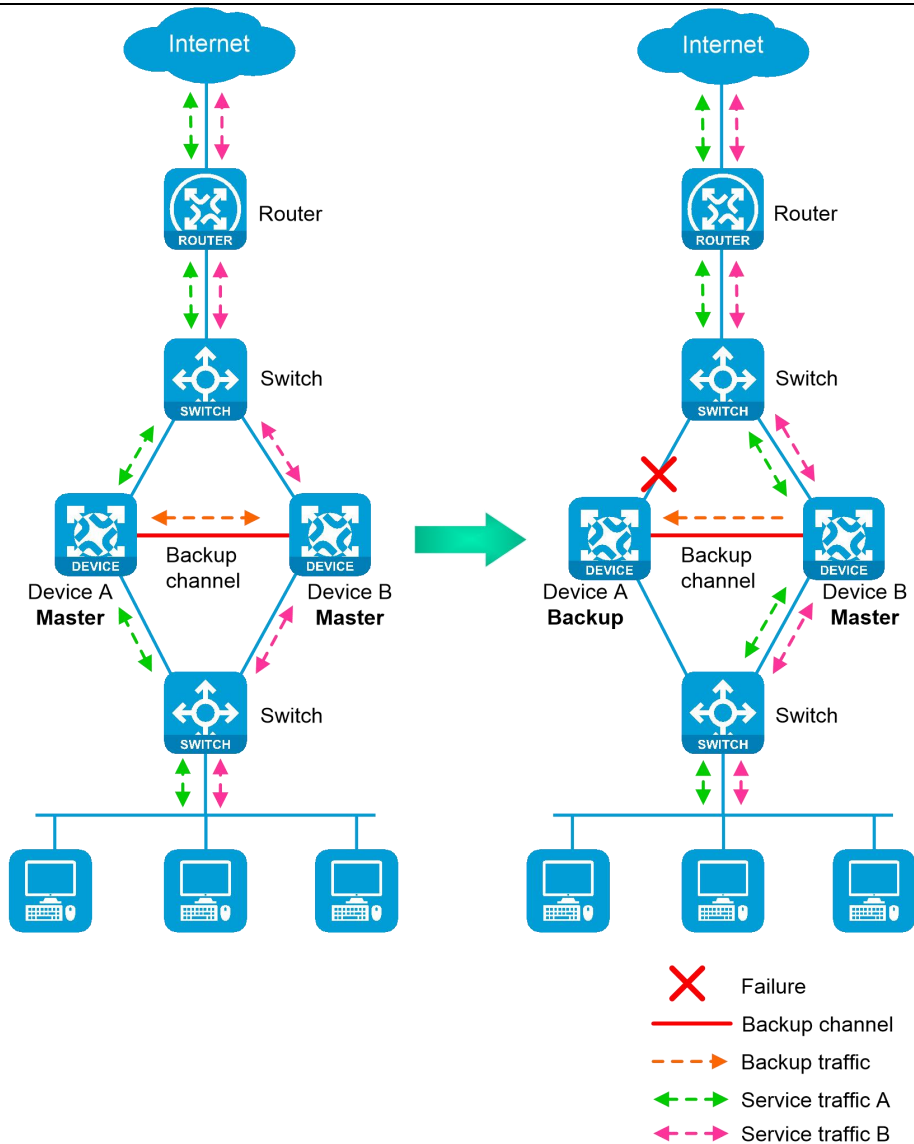 Internet
ROUTER
Router
SWITCH
Switch
DEVICE
DEVICE
Backup
channel
Device A
Master
Device B
Master
SWITCH
Switch
Internet
ROUTER
Router
SWITCH
Switch
DEVICE
DEVICE
Backup
channel
Device A
Backup
Device B
Master
SWITCH
Switch
Failure
Backup channel
Backup traffic
Service traffic A
Service traffic B